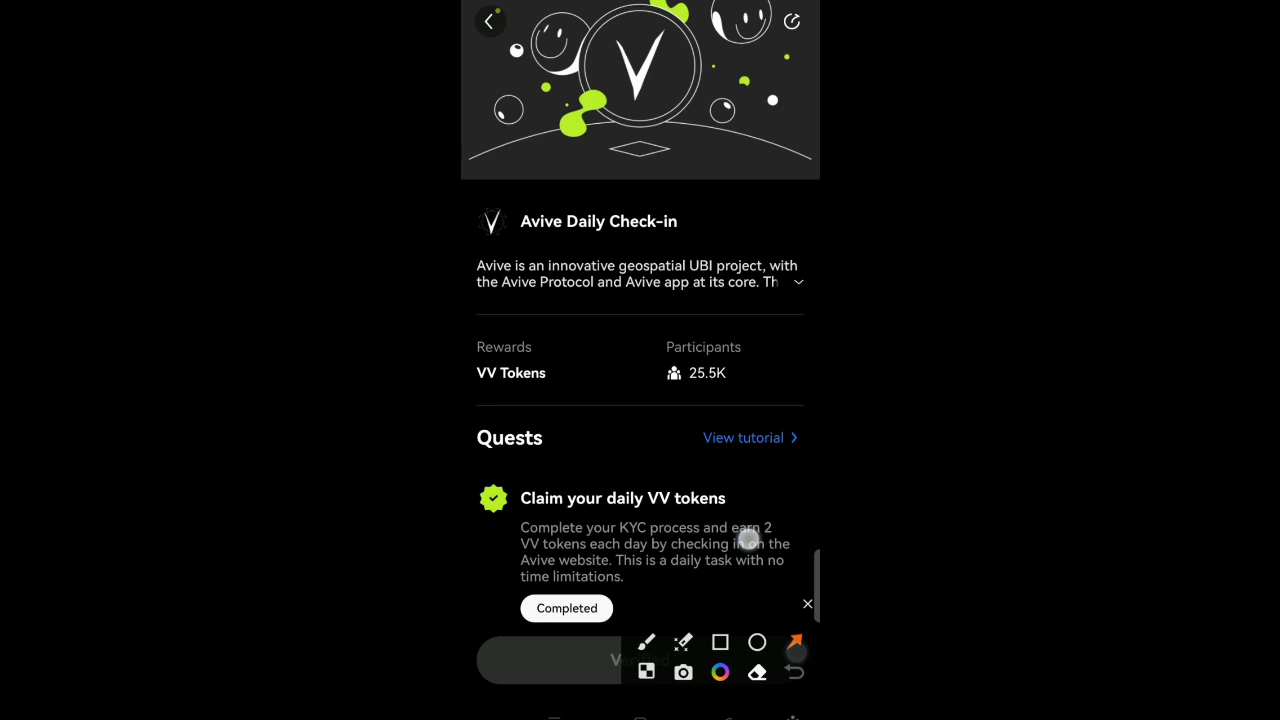 Avive Daily Check-in
Avive is an innovative geospatial UBI project, with
the Avive Protocol and Avive app at its core. Th
Rewards
Participants
VV Tokens
25.5K
Quests
View tutorial
Claim your daily VV tokens
Complete your KYC process and earn 2
VV tokens each day by checking in on the
Avive website. This is a daily task with no
time limitations.
Completed